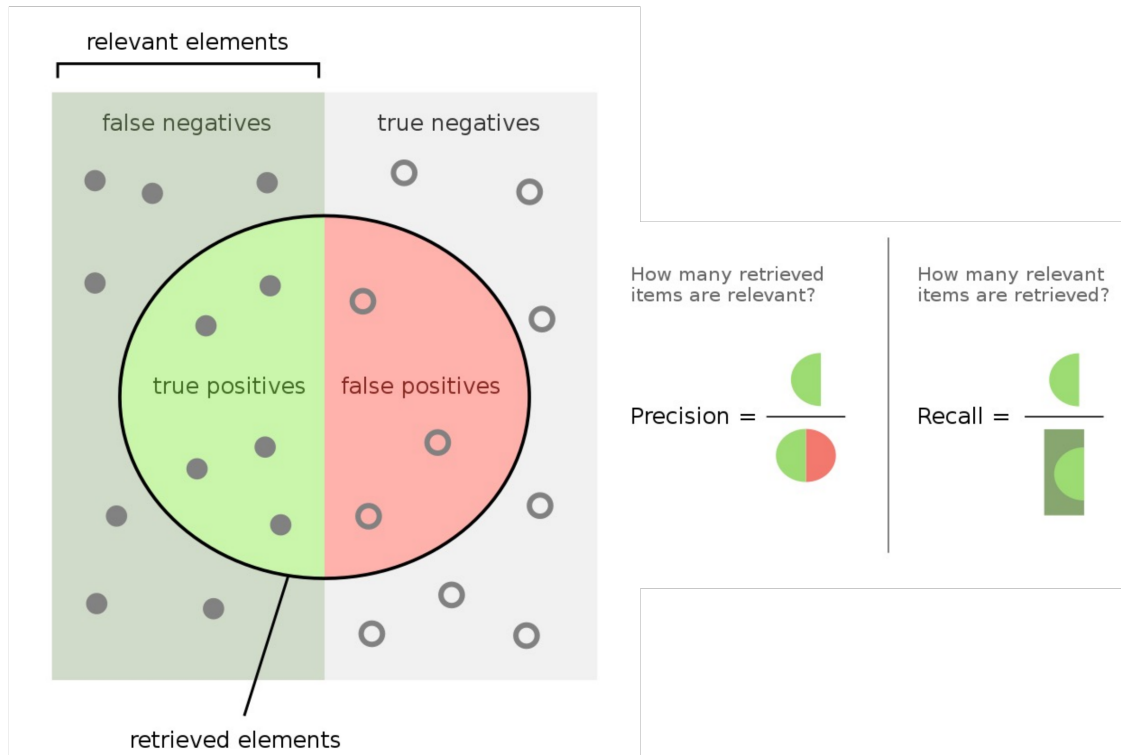 relevant elements
false negatives
true negatives
true positives
false positives
retrieved elements
How many retrieved
items are relevant?
Precision =
How many relevant
items are retrieved?
Recall =